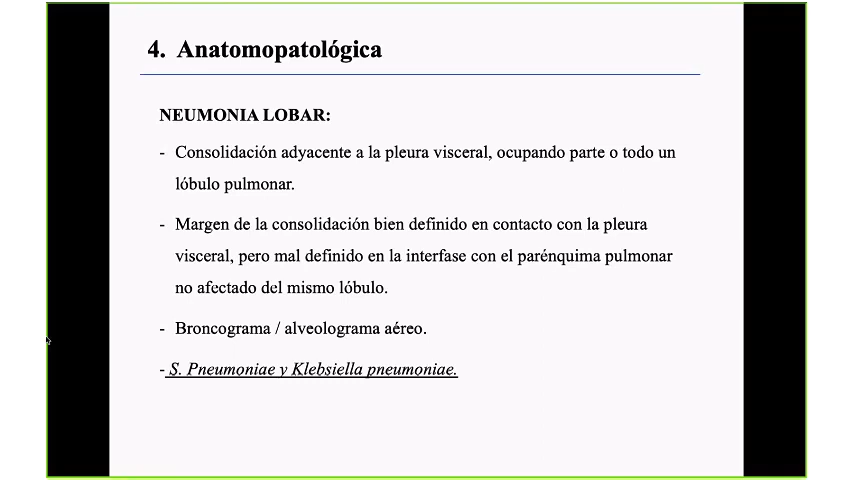 4. Anatomopatológica
NEUMONIA LOBAR:
- Consolidación adyacente a la pleura visceral, ocupando parte o todo un
lóbulo pulmonar.
- Margen de la consolidación bien definido en contacto con la pleura
visceral, pero mal definido en la interfase con el parénquima pulmonar
no afectado del mismo lóbulo.
- Broncograma / alveolograma aéreo.
- S. Pneumoniae y Klebsiella pneumoniae.